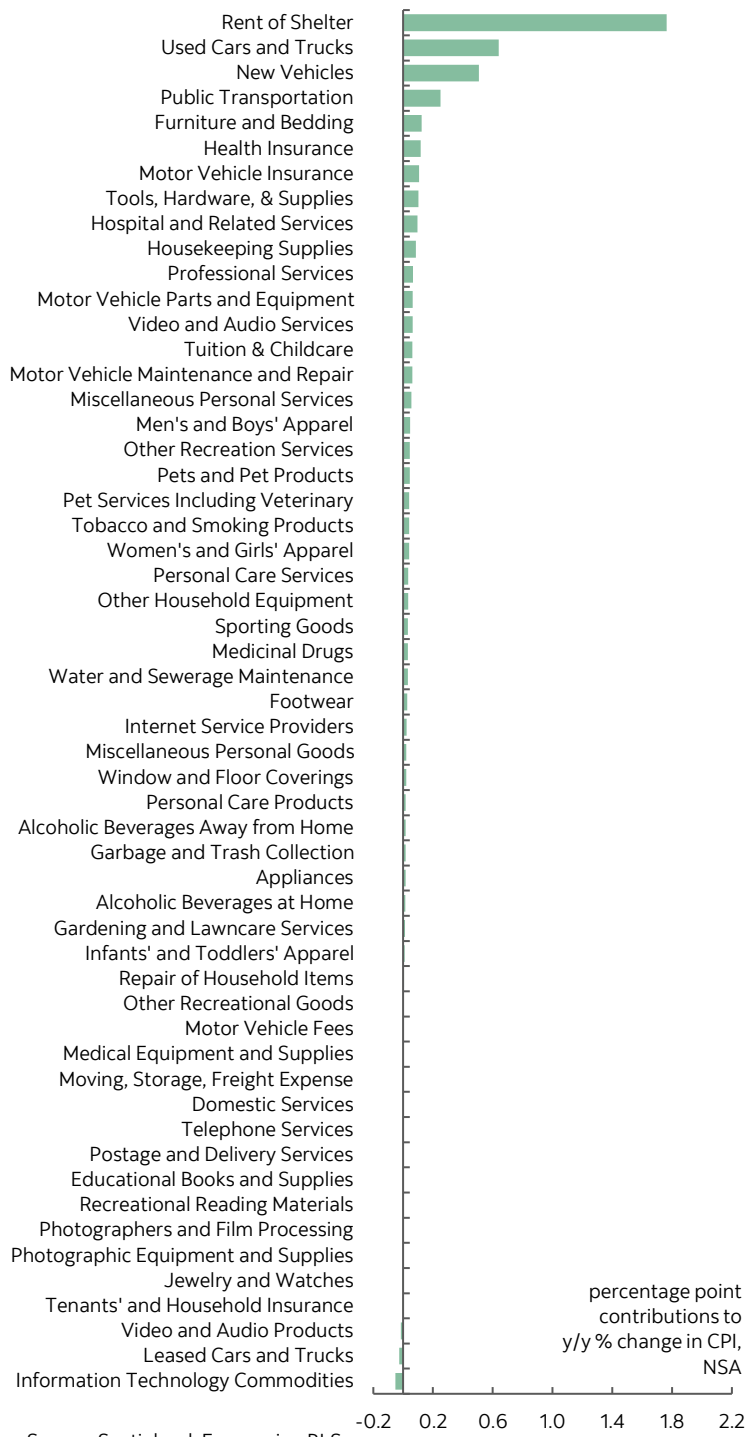 Rent of Shelter
Used Cars and Trucks
New Vehicles
Public Transportation
Furniture and Bedding
Health Insurance
Motor Vehicle Insurance
Tools, Hardware, & Supplies
Hospital and Related Services
Housekeeping Supplies
Professional Services
Motor Vehicle Parts and Equipment
Video and Audio Services
Tuition & Childcare
Motor Vehicle Maintenance and Repair
Miscellaneous Personal Services
Men's and Boys' Apparel
Other Recreation Services
Pets and Pet Products
Pet Services Including Veterinary
Tobacco and Smoking Products
Women's and Girls' Apparel
Personal Care Services
Other Household Equipment
Sporting Goods
Medicinal Drugs
Water and Sewerage Maintenance
Footwear
Internet Service Providers
Miscellaneous Personal Goods
Window and Floor Coverings
Personal Care Products
Alcoholic Beverages Away from Home
Garbage and Trash Collection
Appliances
Alcoholic Beverages at Home
Gardening and Lawncare Services
Infants' and Toddlers' Apparel
Repair of Household Items
Other Recreational Goods
Motor Vehicle Fees
Medical Equipment and Supplies
Moving, Storage, Freight Expense
Domestic Services
Telephone Services
Postage and Delivery Services
Educational Books and Supplies
Recreational Reading Materials
Photographers and Film Processing
Photographic Equipment and Supplies
Jewelry and Watches
Tenants' and Household Insurance
Video and Audio Products
Leased Cars and Trucks
Information Technology Commodities
percentage point
contributions to
y/y % change in CPI,
NSA
-0.2 0.2 0.6 1.0 1.4 1.8 2.2